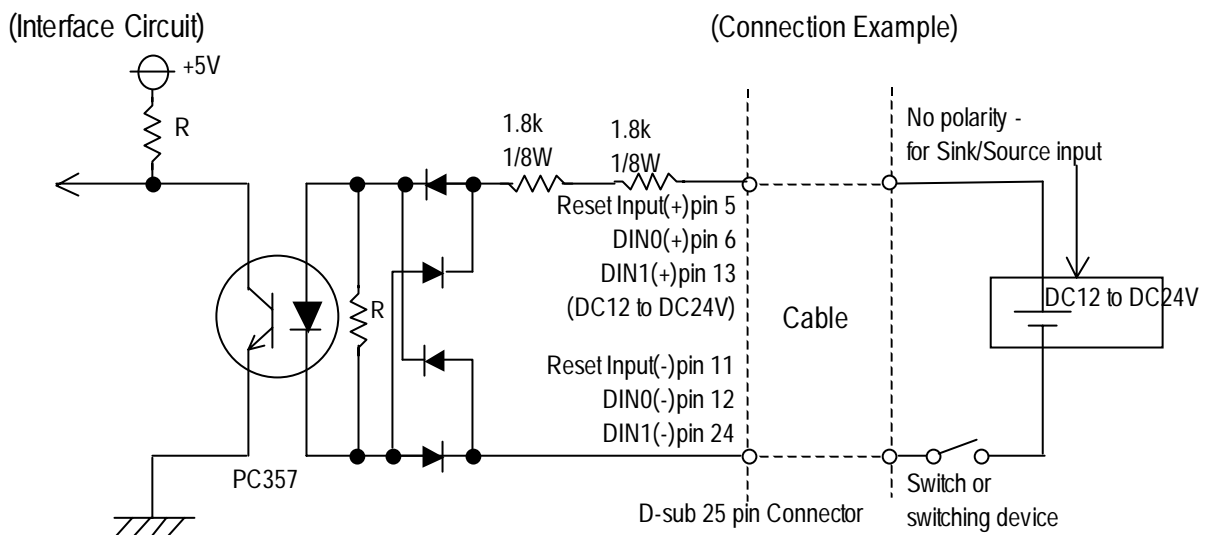 (Interface Circuit)
(Connection Example)
+5V
R
1.8k
1/8W
1.8k
1/8W
No polarity -
for Sink/Source input
Reset Input(+)pin 5
DIN0(+)pin 6
DIN1(+)pin 13
(DC12 to DC24V)
R
Cable
DC12 to DC24V
Reset Input(-)pin 11
DIN0(-)pin 12
DIN1(-)pin 24
PC357
D-sub 25 pin Connector
Switch or
switching device